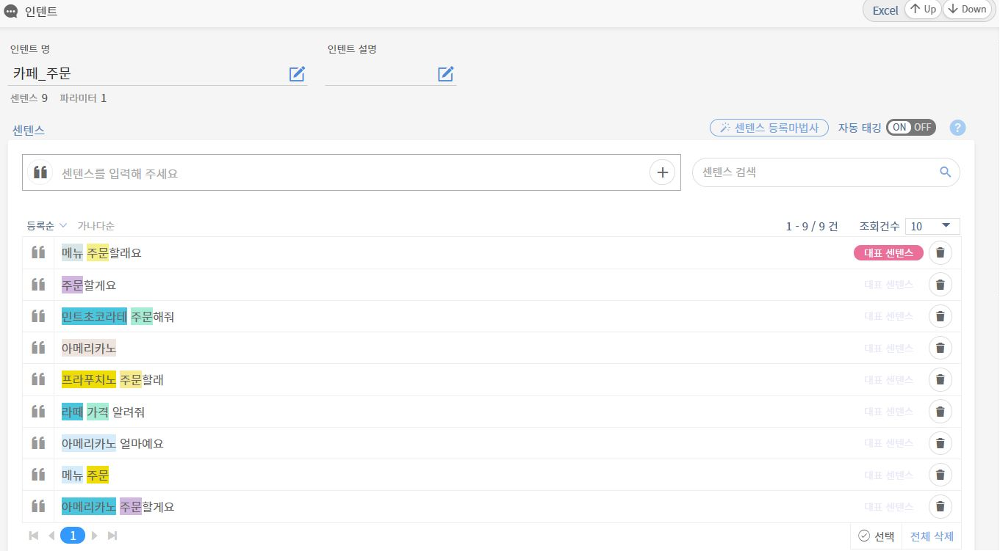 인텐트
Excel Up Down
인텐트 명 인텐트 설명
카페_주문
센텐스 9 파라미터 1
센텐스 센텐스 등록마법사 자동 태깅 ON OFF ?
센텐스를 입력해 주세요 센텐스 검색
등록순 가나다순 1 - 9 / 9 건 조회건수 10
메뉴 주문할래요 대표 센텐스
주문할게요 대표 센텐스
민트초코라테 주문해줘 대표 센텐스
아메리카노 대표 센텐스
프라푸치노 주문할래 대표 센텐스
라떼 가격 알려줘 대표 센텐스
아메리카노 얼마예요 대표 센텐스
메뉴 주문 대표 센텐스
아메리카노 주문할게요 대표 센텐스
1 선택 전체 삭제